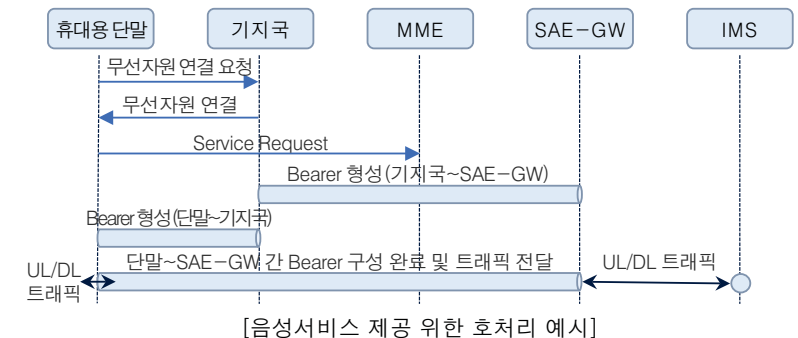 휴대용 단말
기지국
MME
SAE-GW
IMS
무선자원 연결 요청
무선자원 연결
Service Request
Bearer 형성(기지국~SAE-GW)
Bearer 형성(단말~기지국)
단말~SAE-GW 간 Bearer 구성 완료 및 트래픽 전달
UL/DL
트래픽
UL/DL 트래픽
[음성서비스 제공 위한 호처리 예시]